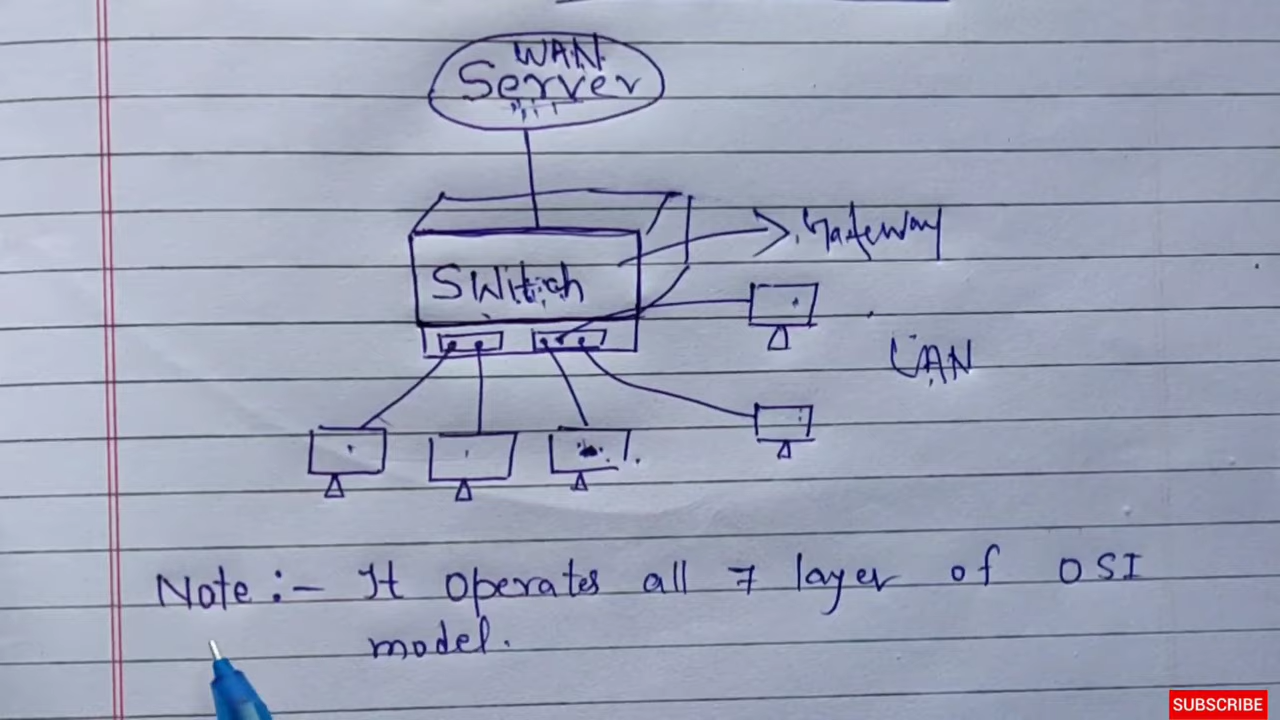 WAN
Server
Gateway
Switch
LAN
Note :- It operates all 7 layer of OSI
model.
SUBSCRIBE